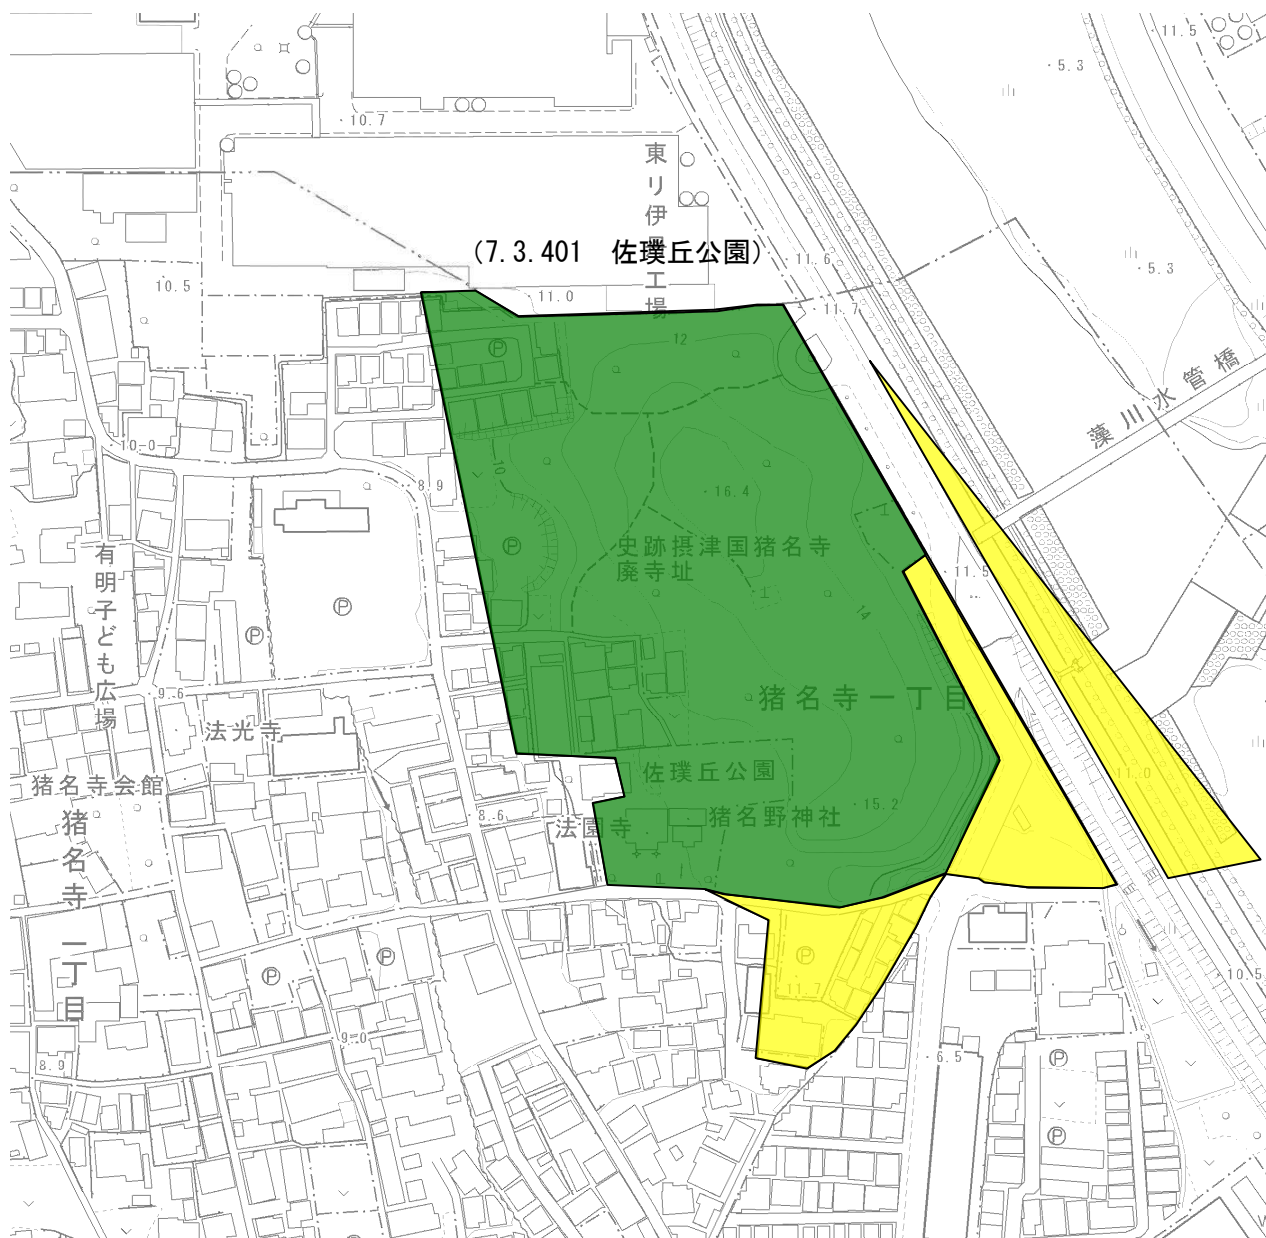 11.5
5.3
10.7
東リ伊
工場
(7.3.401 佐璞丘公園)
11.6
5.3
10.5
11.0
11.7
12
藻川水管橋
10.0
10
8.9
16.4
有明子ども広場
史跡摂津国猪名寺
廃寺址
11.5
14
9.6
猪名寺一丁目
法光寺
佐璞丘公園
11.0
猪名寺会館
猪名寺一丁目
8.6
法園寺
猪名野神社
15.2
11.7
10.5
9.0
8.9
6.5
P
P
P
P
P
P
P
P
P